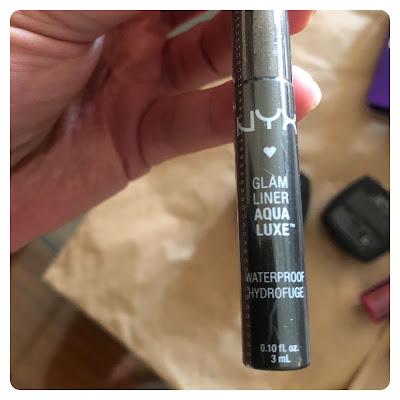 NYX
GLAM
LINER
AQUA
LUXE™
WATERPROOF
HYDROFUGE
0.10 fl. oz.
3 mL